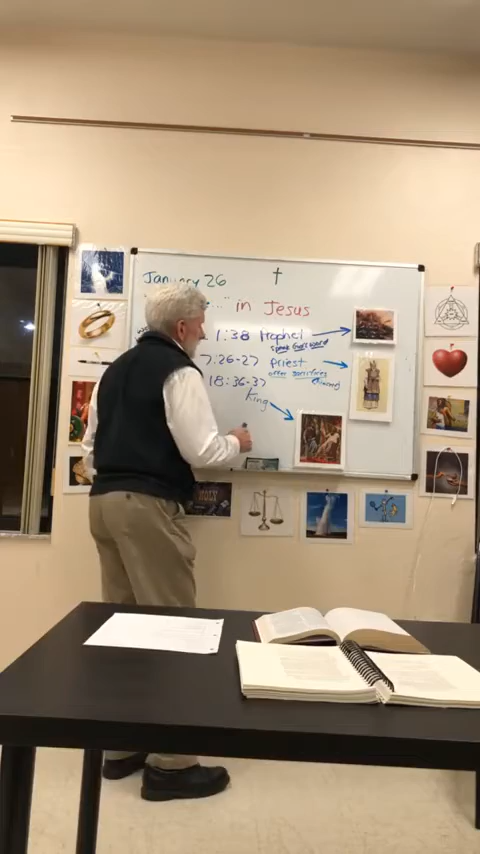 January 26
in Jesus
1:38 Prophet
speak God's word
7:26-27 Priest
offer sacrifices
18:36-37
King
HOLY